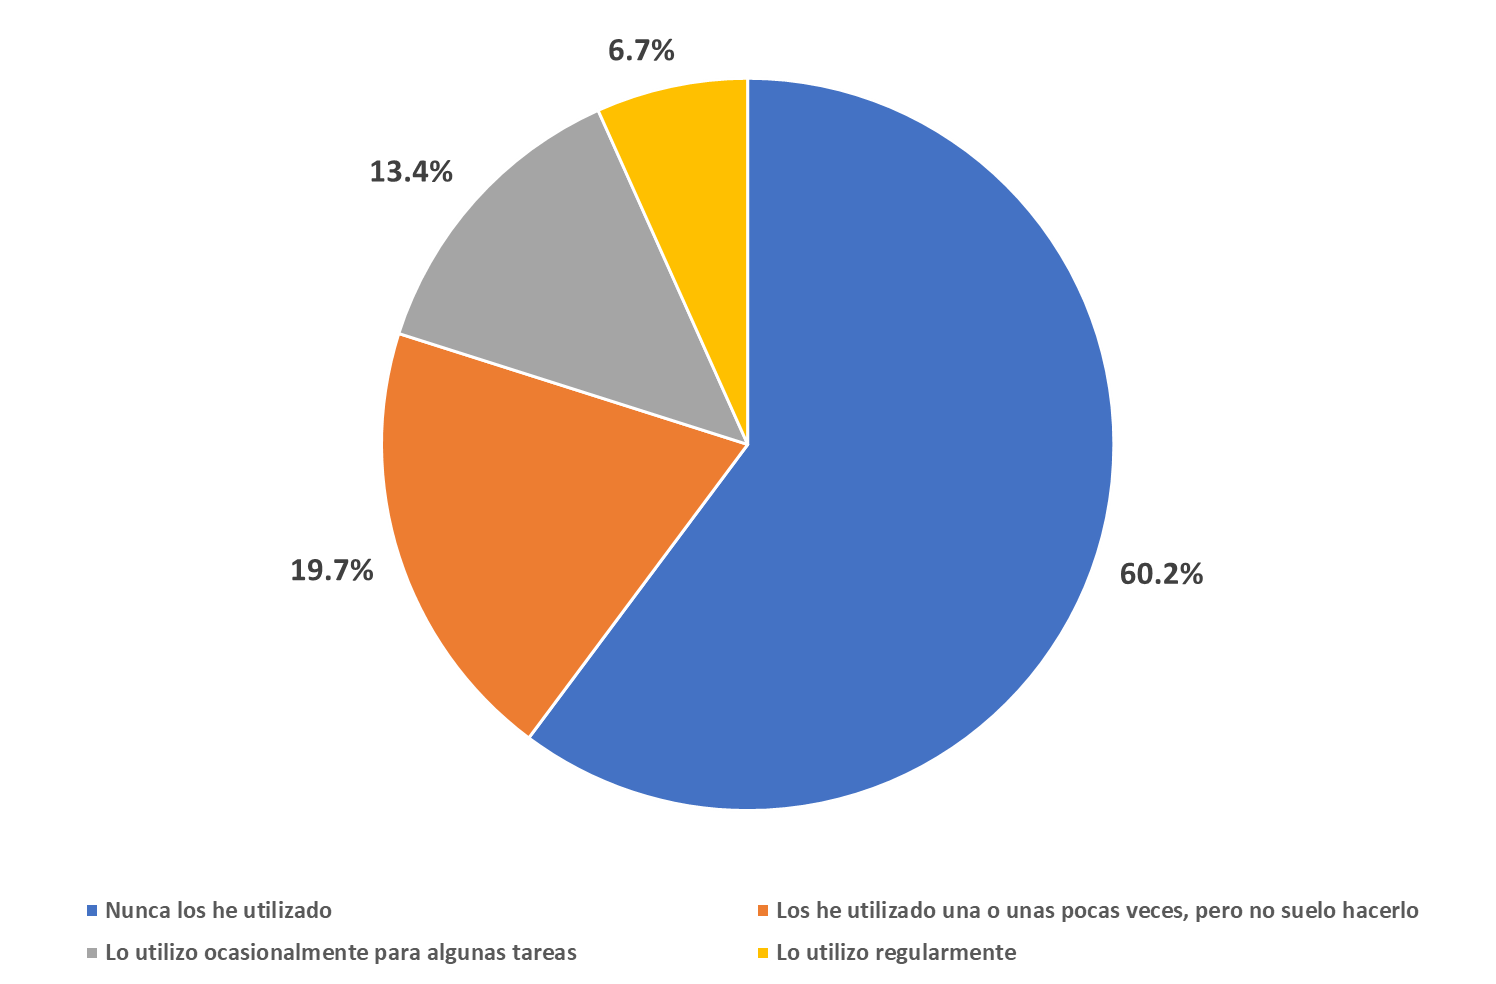 6.7%
13.4%
19.7%
60.2%
Nunca los he utilizado
Los he utilizado una o unas pocas veces, pero no suelo hacerlo
Lo utilizo ocasionalmente para algunas tareas
Lo utilizo regularmente